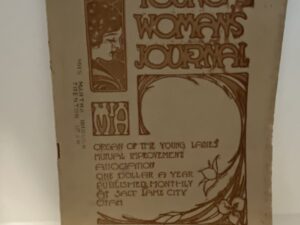 YOUNG
WOMAN'S
JOURNAL
MIA
ORGAN OF THE YOUNG LADIES'
MUTUAL IMPROVEMENT
ASSOCIATION
ONE DOLLAR A YEAR
PUBLISHED MONTHLY
AT SALT LAKE CITY
UTAH